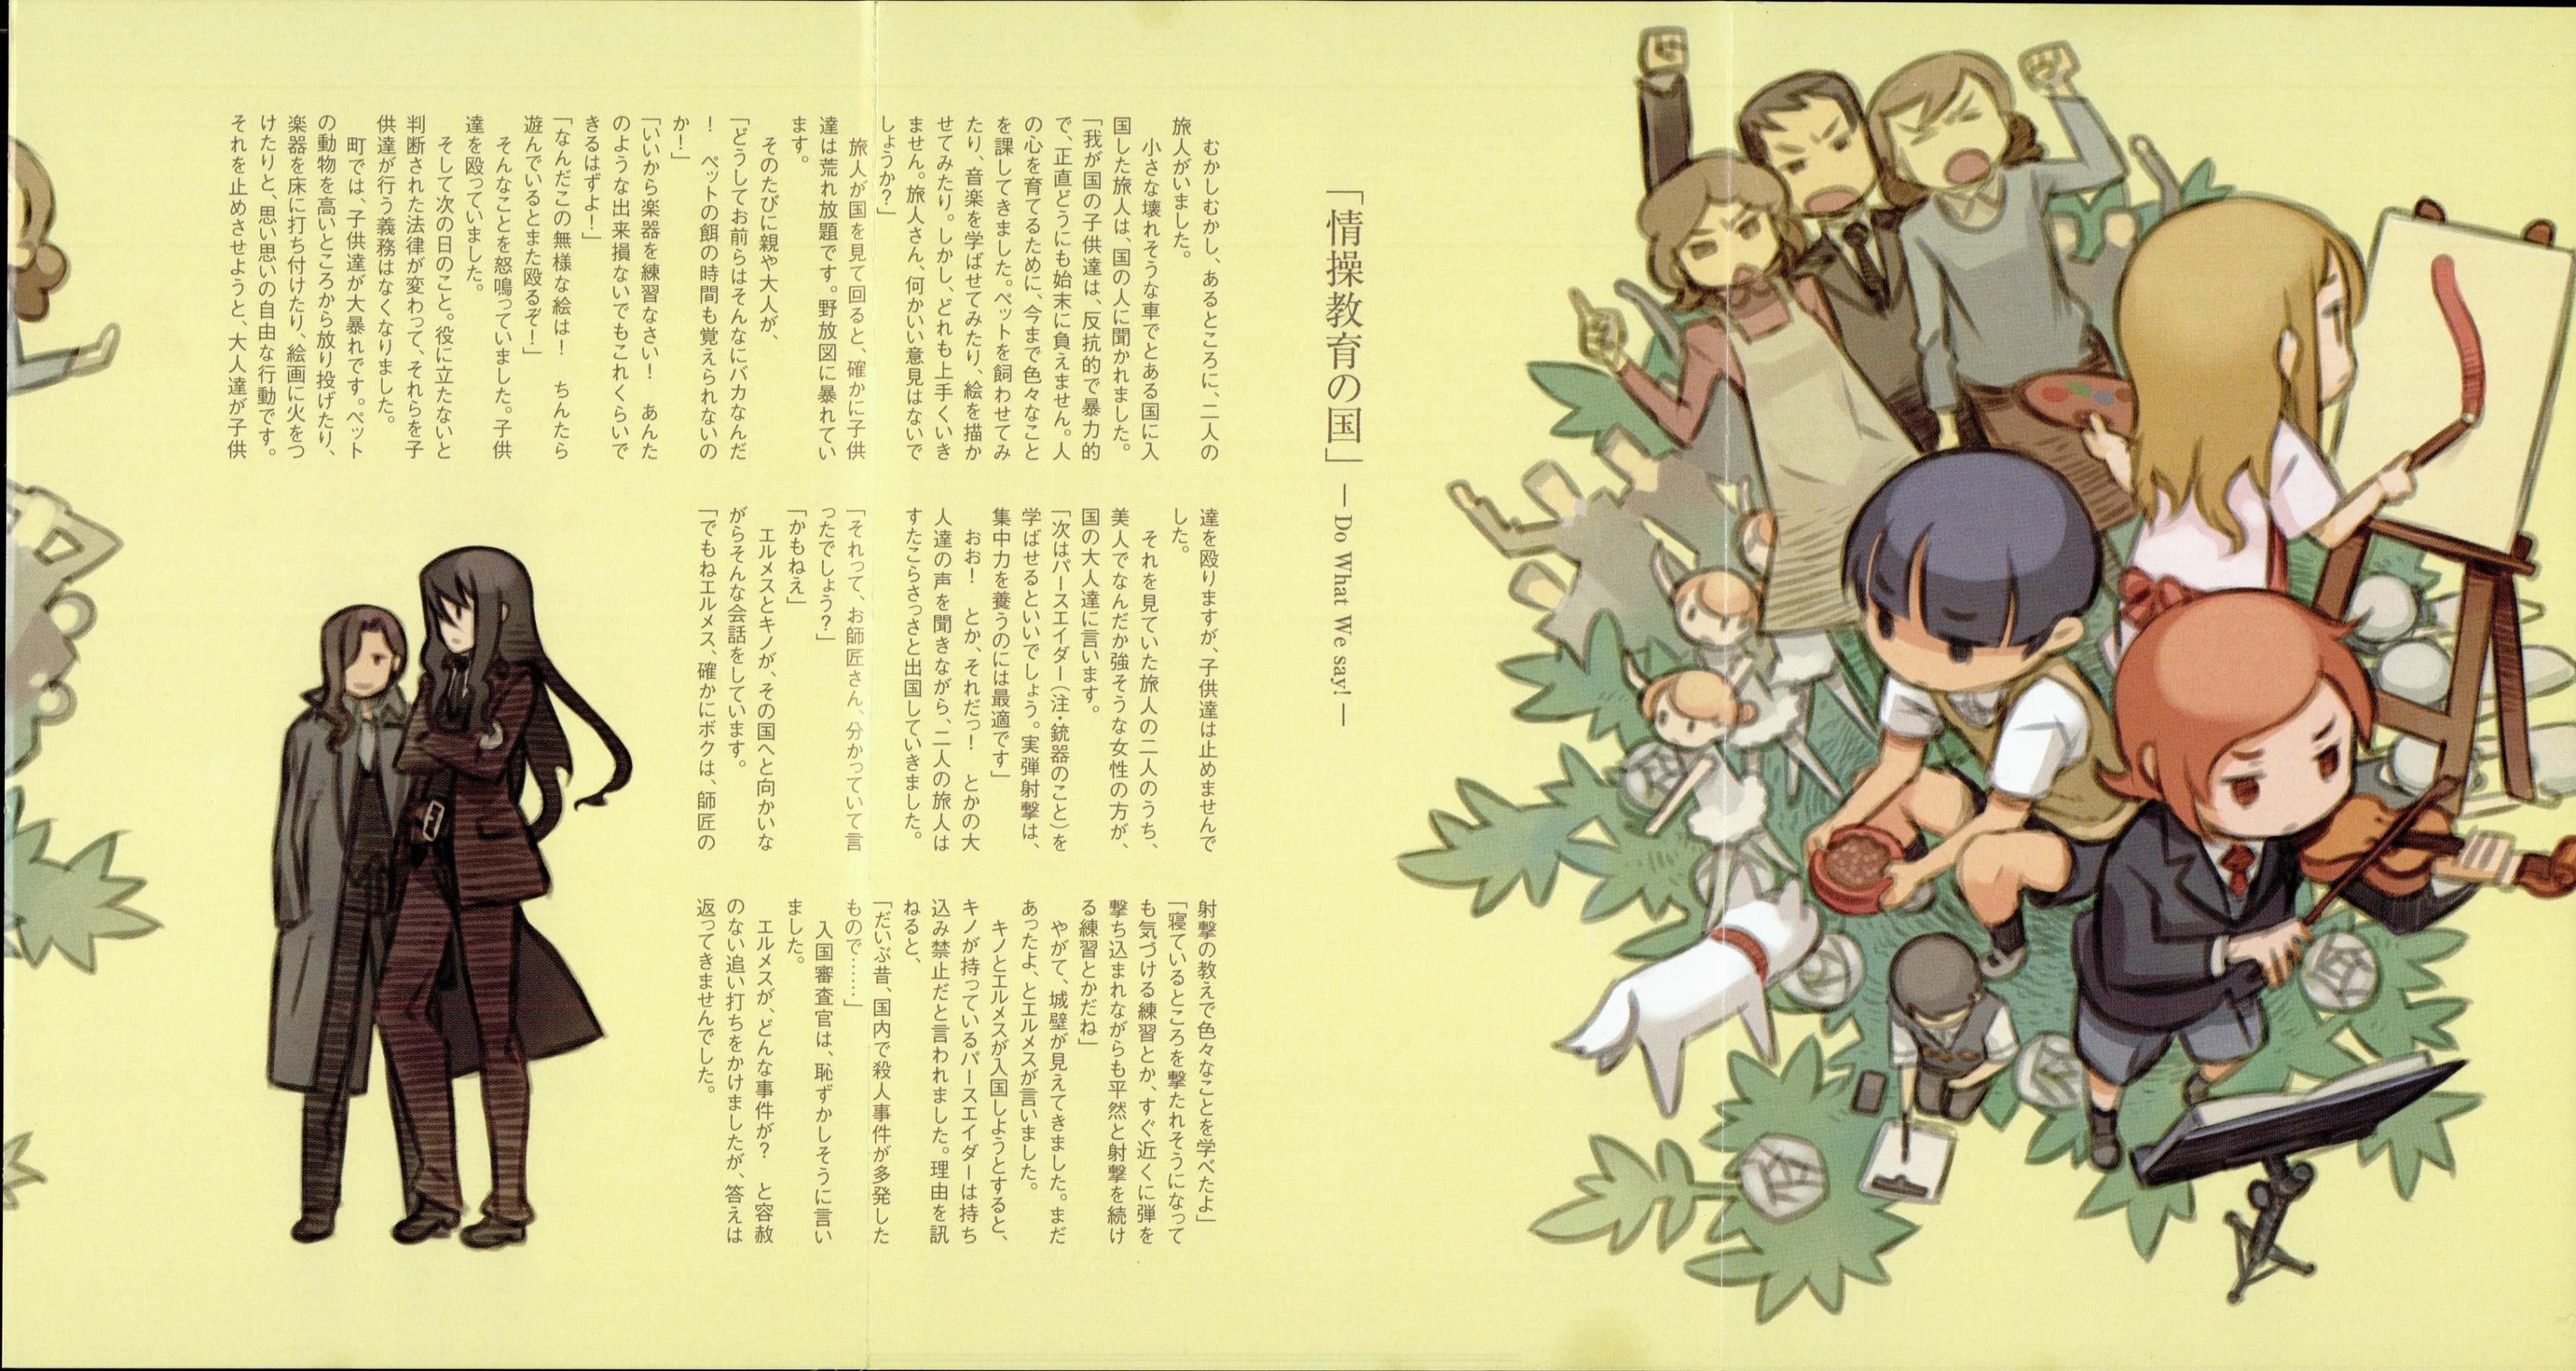 「情操教育の国」
― Do What We say! ―
むかしむかし、あるところに、二人の
旅人がいました。
小さな壊れそうな車でとある国に入
国した旅人は、国の人に聞かれました。
「我が国の子供達は、反抗的で暴力的
で、正直どうにも始末に負えません。人
の心を育てるために、今まで色々なこと
を課してきました。ペットを飼わせてみ
たり、音楽を学ばせてみたり、絵を描か
せてみたり。しかし、どれも上手くいき
ません。旅人さん、何かいい意見はないで
しょうか？」
旅人が国を見て回ると、確かに子供
達は荒れ放題です。野放図に暴れてい
ます。
そのたびに親や大人が、
「どうしてお前らはそんなにバカなんだ
！　ペットの餌の時間も覚えられないの
か！」
「いいから楽器を練習なさい！　あんた
のような出来損ないでもこれくらいで
きるはずよ！」
「なんだこの無様な絵は！　ちんたら
遊んでいるとまた殴るぞ！」
そんなことを怒鳴っていました。子供
達を殴っていました。
そして次の日のこと。役に立たないと
判断された法律が変わって、それらを子
供達が行う義務はなくなりました。
町では、子供達が大暴れです。ペット
の動物を高いところから放り投げたり、
楽器を床に打ち付けたり、絵画に火をつ
けたりと、思い思いの自由な行動です。
それを止めさせようと、大人達が子供
達を殴りますが、子供達は止めませんで
した。
それを見ていた旅人の二人のうち、
美人でなんだか強そうな女性の方が、
国の大人達に言います。
「次はパースエイダー（注・銃器のこと）を
学ばせるといいでしょう。実弾射撃は、
集中力を養うのには最適です」
おお！　とか、それだっ！　とかの大
人達の声を聞きながら、二人の旅人は
すたこらさっさと出国していきました。
「それって、お師匠さん、分かっていて言
ったでしょう？」
「かもねえ」
エルメスとキノが、その国へと向かいな
がらそんな会話をしています。
「でもねエルメス、確かにボクは、師匠の
射撃の教えで色々なことを学べたよ」
「寝ているところを撃たれそうになって
も気づける練習とか、すぐ近くに弾を
撃ち込まれながらも平然と射撃を続け
る練習とかだね」
やがて、城壁が見えてきました。まだ
あったよ、とエルメスが言いました。
キノとエルメスが入国しようとすると、
キノが持っているパースエイダーは持ち
込み禁止だと言われました。理由を訊
ねると、
「だいぶ昔、国内で殺人事件が多発した
もので……」
入国審査官は、恥ずかしそうに言い
ました。
エルメスが、どんな事件が？　と容赦
のない追い打ちをかけましたが、答えは
返ってきませんでした。